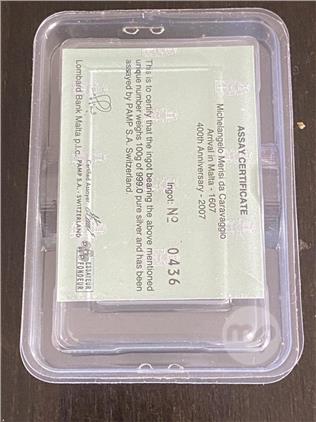 ASSAY CERTIFICATE
Michelangelo Merisi da Caravaggio
Arrival in Malta - 1607
400th Anniversary - 2007
Ingot: Nº 0436
This is to certify that the ingot bearing the above mentioned
unique number weighs 100g of 999.0 pure silver and has been
assayed by PAMP S.A. Switzerland
Certified Assayer
ESSAYEUR
FONDEUR
Lombard Bank Malta p.l.c. PAMP S.A., SWITZERLAND